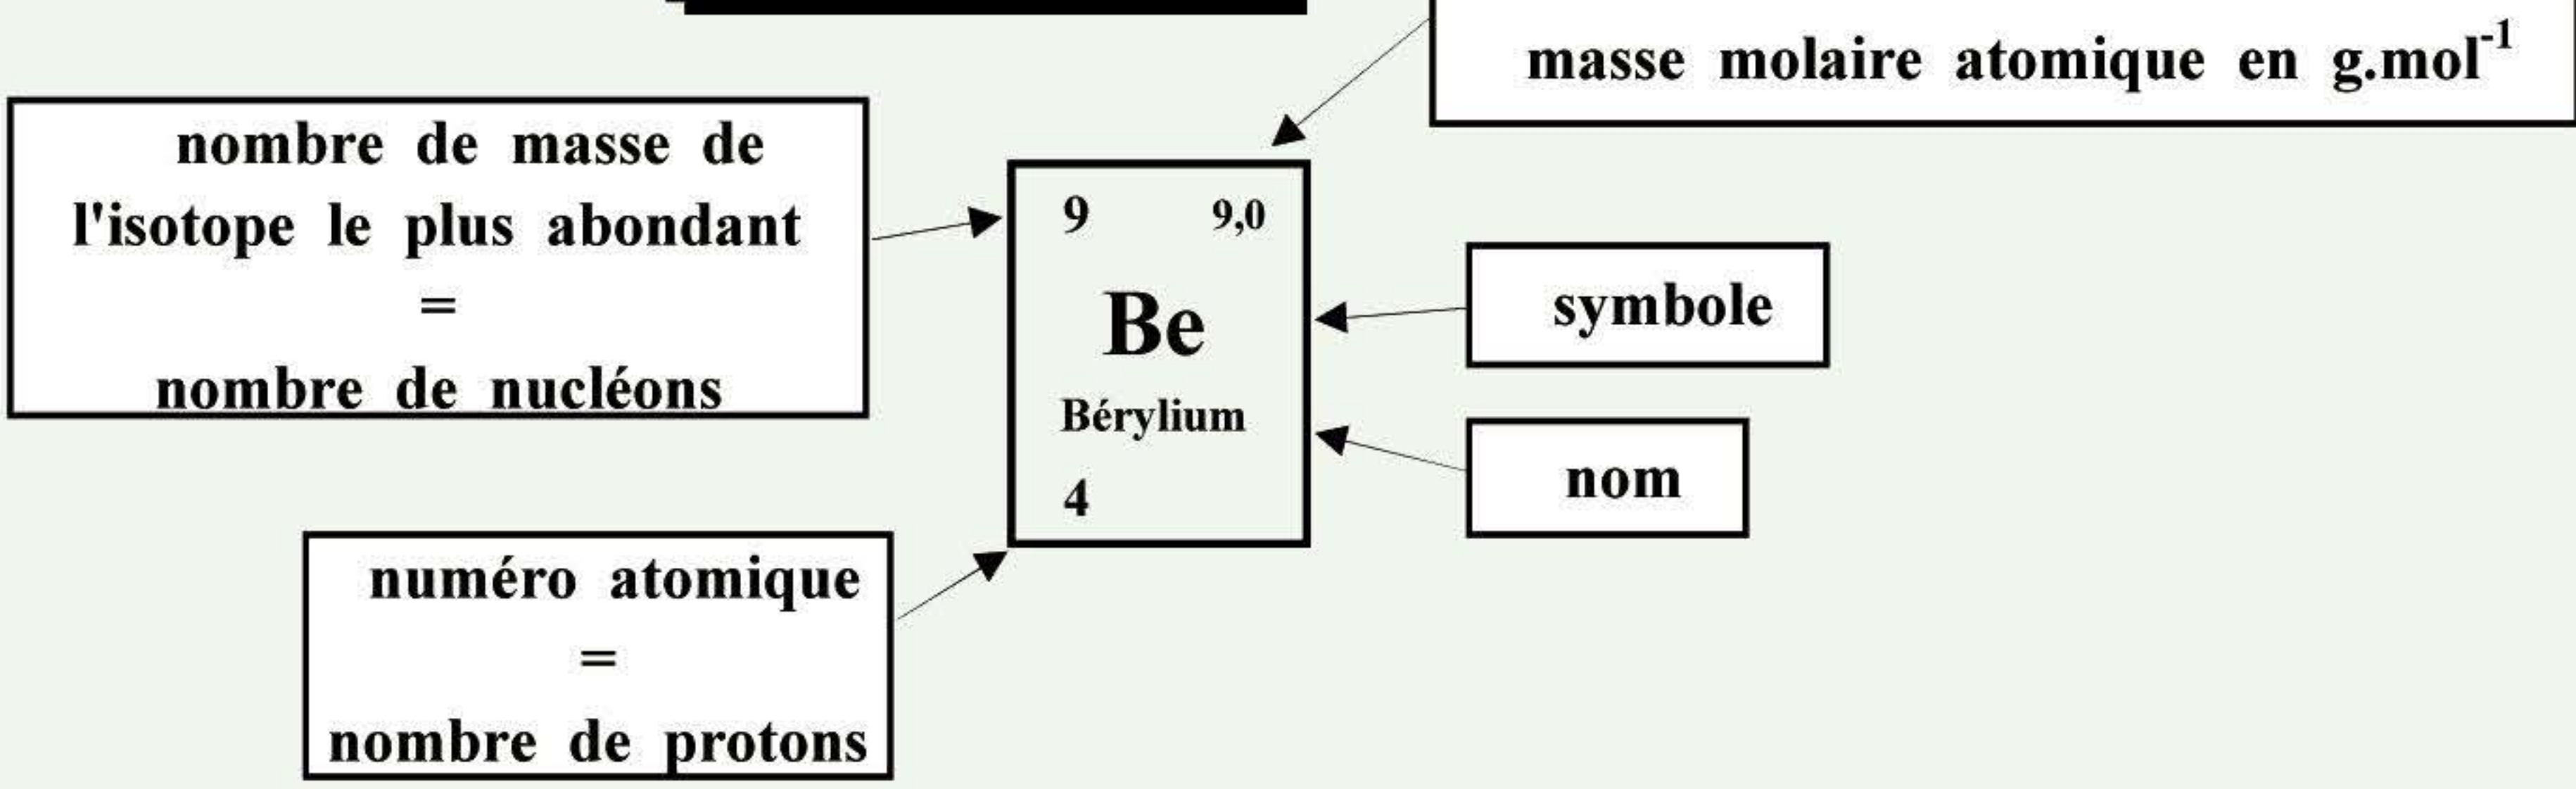 masse molaire atomique en g.mol⁻¹
nombre de masse de
l'isotope le plus abondant
=
nombre de nucléons
9 9,0
Be
Bérylium
4
symbole
nom
numéro atomique
=
nombre de protons